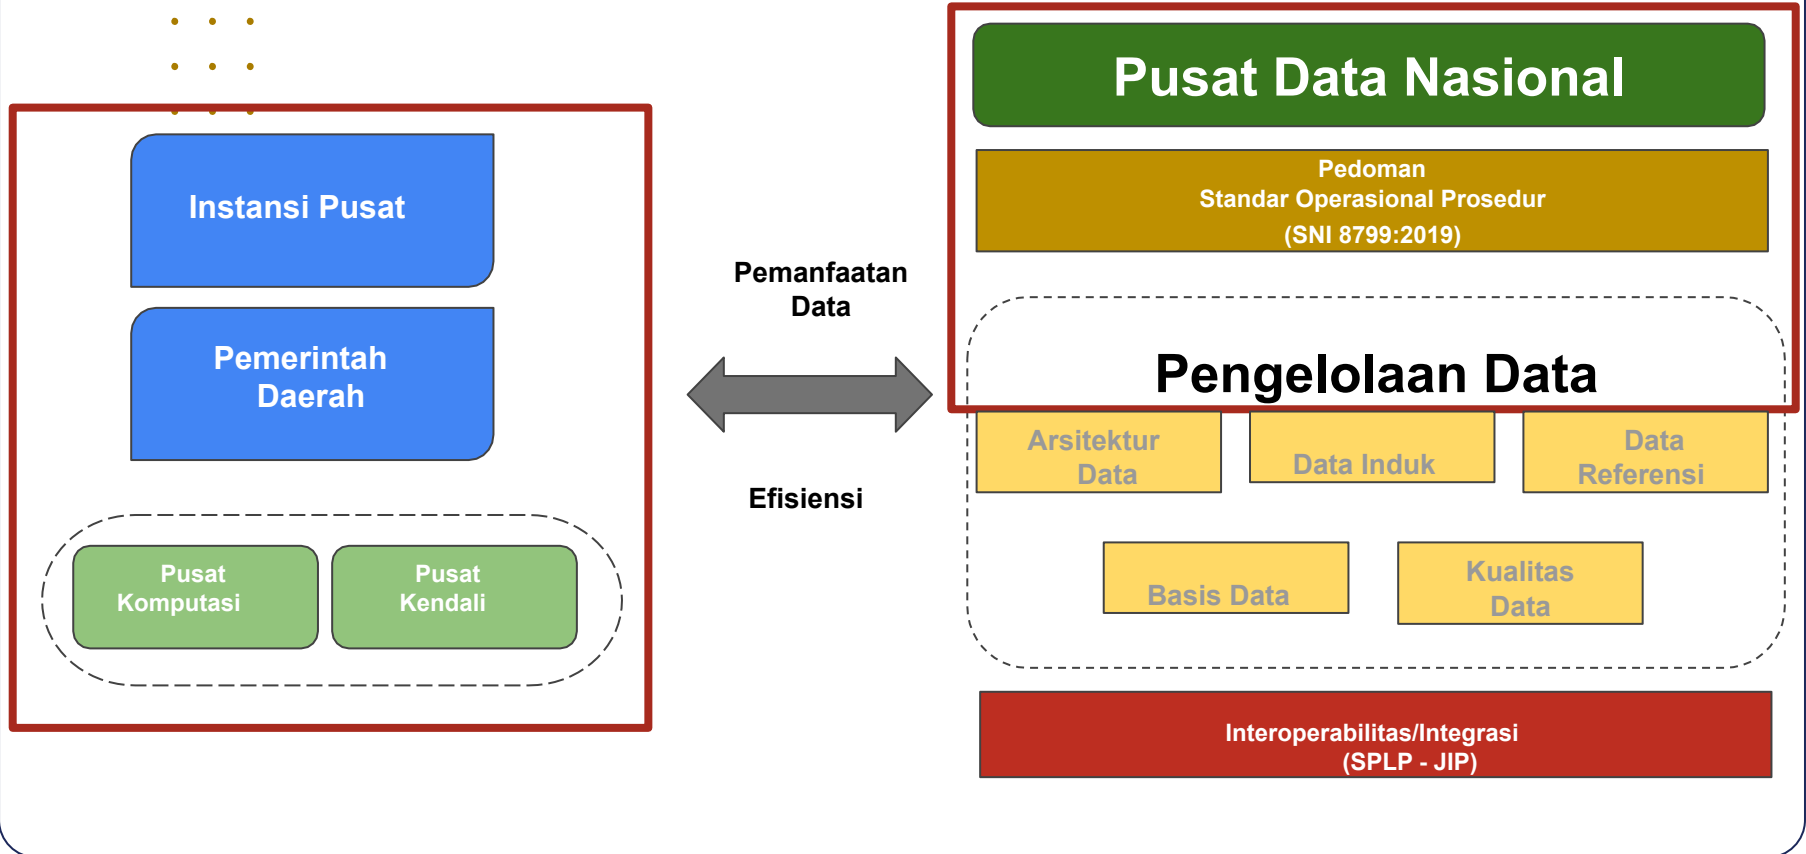 Instansi Pusat
Pemerintah
Daerah
Pusat
Komputasi
Pusat
Kendali
Pemanfaatan
Data
Efisiensi
Pusat Data Nasional
Pedoman
Standar Operasional Prosedur
(SNI 8799:2019)
Pengelolaan Data
Arsitektur
Data
Data Induk
Data
Referensi
Basis Data
Kualitas
Data
Interoperabilitas/Integrasi
(SPLP - JIP)